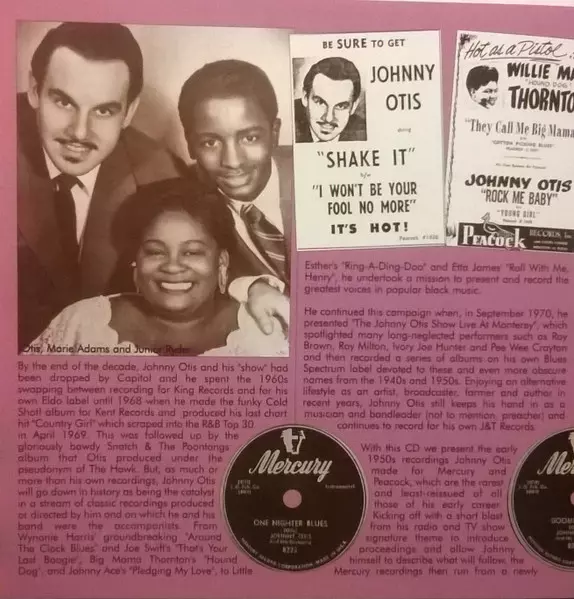 BE SURE TO GET
JOHNNY
OTIS
doing
"SHAKE IT"
b/w
"I WON'T BE YOUR
FOOL NO MORE"
IT'S HOT!
Peacock
Hot as a Pistol
WILLIE MA
"HOUND DOG"
THORNTO
"They Call Me Big Mama
"COTTON PICKING BLUES"
JOHNNY OTIS
"ROCK ME BABY"
"YOUNG GIRL"
Peacock RECORDS, Inc
Otis, Marie Adams and Junior Ryder
By the end of the decade, Johnny Otis and his "show" had
been dropped by Capitol and he spent the 1960s
swapping between recording for King Records and for his
own Eldo label until 1968 when he made the funky Cold
Shot! album for Kent Records and produced his last chart
hit "Country Girl" which scraped into the R&B Top 30
in April 1969. This was followed up by the
gloriously bawdy Snatch & The Poontangs
album that Otis produced under the
pseudonym of The Hawk. But, as much or
more than his own recordings, Johnny Otis
will go down in history as being the catalyst
in a stream of classic recordings produced
or directed by him and on which he and his
band were the accompanists. From
Wynonie Harris' groundbreaking "Around
The Clock Blues" and Joe Swift's "That's Your
Last Boogie", Big Mama Thornton's "Hound
Dog", and Johnny Ace's "Pledging My Love", to Little
Esther's "Ring-A-Ding-Doo" and Etta James' "Roll With Me,
Henry", he undertook a mission to present and record the
greatest voices in popular black music.
He continued this campaign when, in September 1970, he
presented "The Johnny Otis Show Live At Monterey", which
spotlighted many long-neglected performers such as Roy
Brown, Roy Milton, Ivory Joe Hunter and Pee Wee Crayton
and then recorded a series of albums on his own Blues
Spectrum label devoted to these and even more obscure
names from the 1940s and 1950s. Enjoying an alternative
lifestyle as an artist, broadcaster, farmer and author in
recent years, Johnny Otis still keeps his hand in as a
musician and bandleader (not to mention, preacher) and
continues to record for his own J&T Records.
With this CD we present the early
1950s recordings Johnny Otis
made for Mercury and
Peacock, which are the rarest
and least-reissued of all
those of his early career.
Kicking off with a short blast
from his radio and TV show
signature theme to introduce
proceedings and allow Johnny
himself to describe what will follow, the
Mercury recordings then run from a newly
Mercury
Instrumental
ONE NIGHTER BLUES
JOHNNY OTIS
8273
Mer